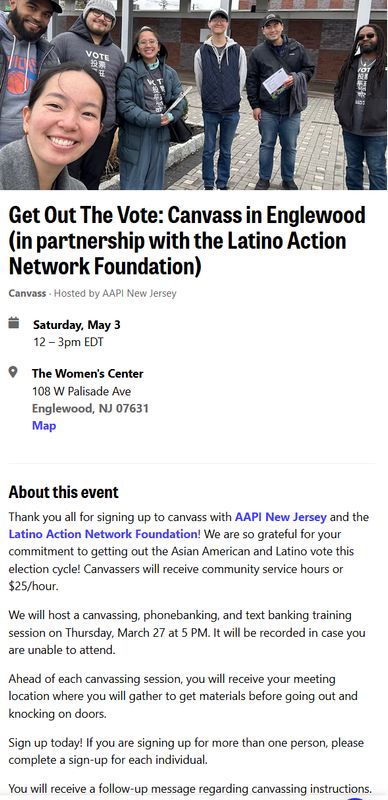 VOTE
投票
VOTE
投票
Get Out The Vote: Canvass in Englewood
(in partnership with the Latino Action
Network Foundation)
Canvass · Hosted by AAPI New Jersey
Saturday, May 3
12 – 3pm EDT
The Women's Center
108 W Palisade Ave
Englewood, NJ 07631
Map
About this event
Thank you all for signing up to canvass with AAPI New Jersey and the
Latino Action Network Foundation! We are so grateful for your
commitment to getting out the Asian American and Latino vote this
election cycle! Canvassers will receive community service hours or
$25/hour.
We will host a canvassing, phonebanking, and text banking training
session on Thursday, March 27 at 5 PM. It will be recorded in case you
are unable to attend.
Ahead of each canvassing session, you will receive your meeting
location where you will gather to get materials before going out and
knocking on doors.
Sign up today! If you are signing up for more than one person, please
complete a sign-up for each individual.
You will receive a follow-up message regarding canvassing instructions.